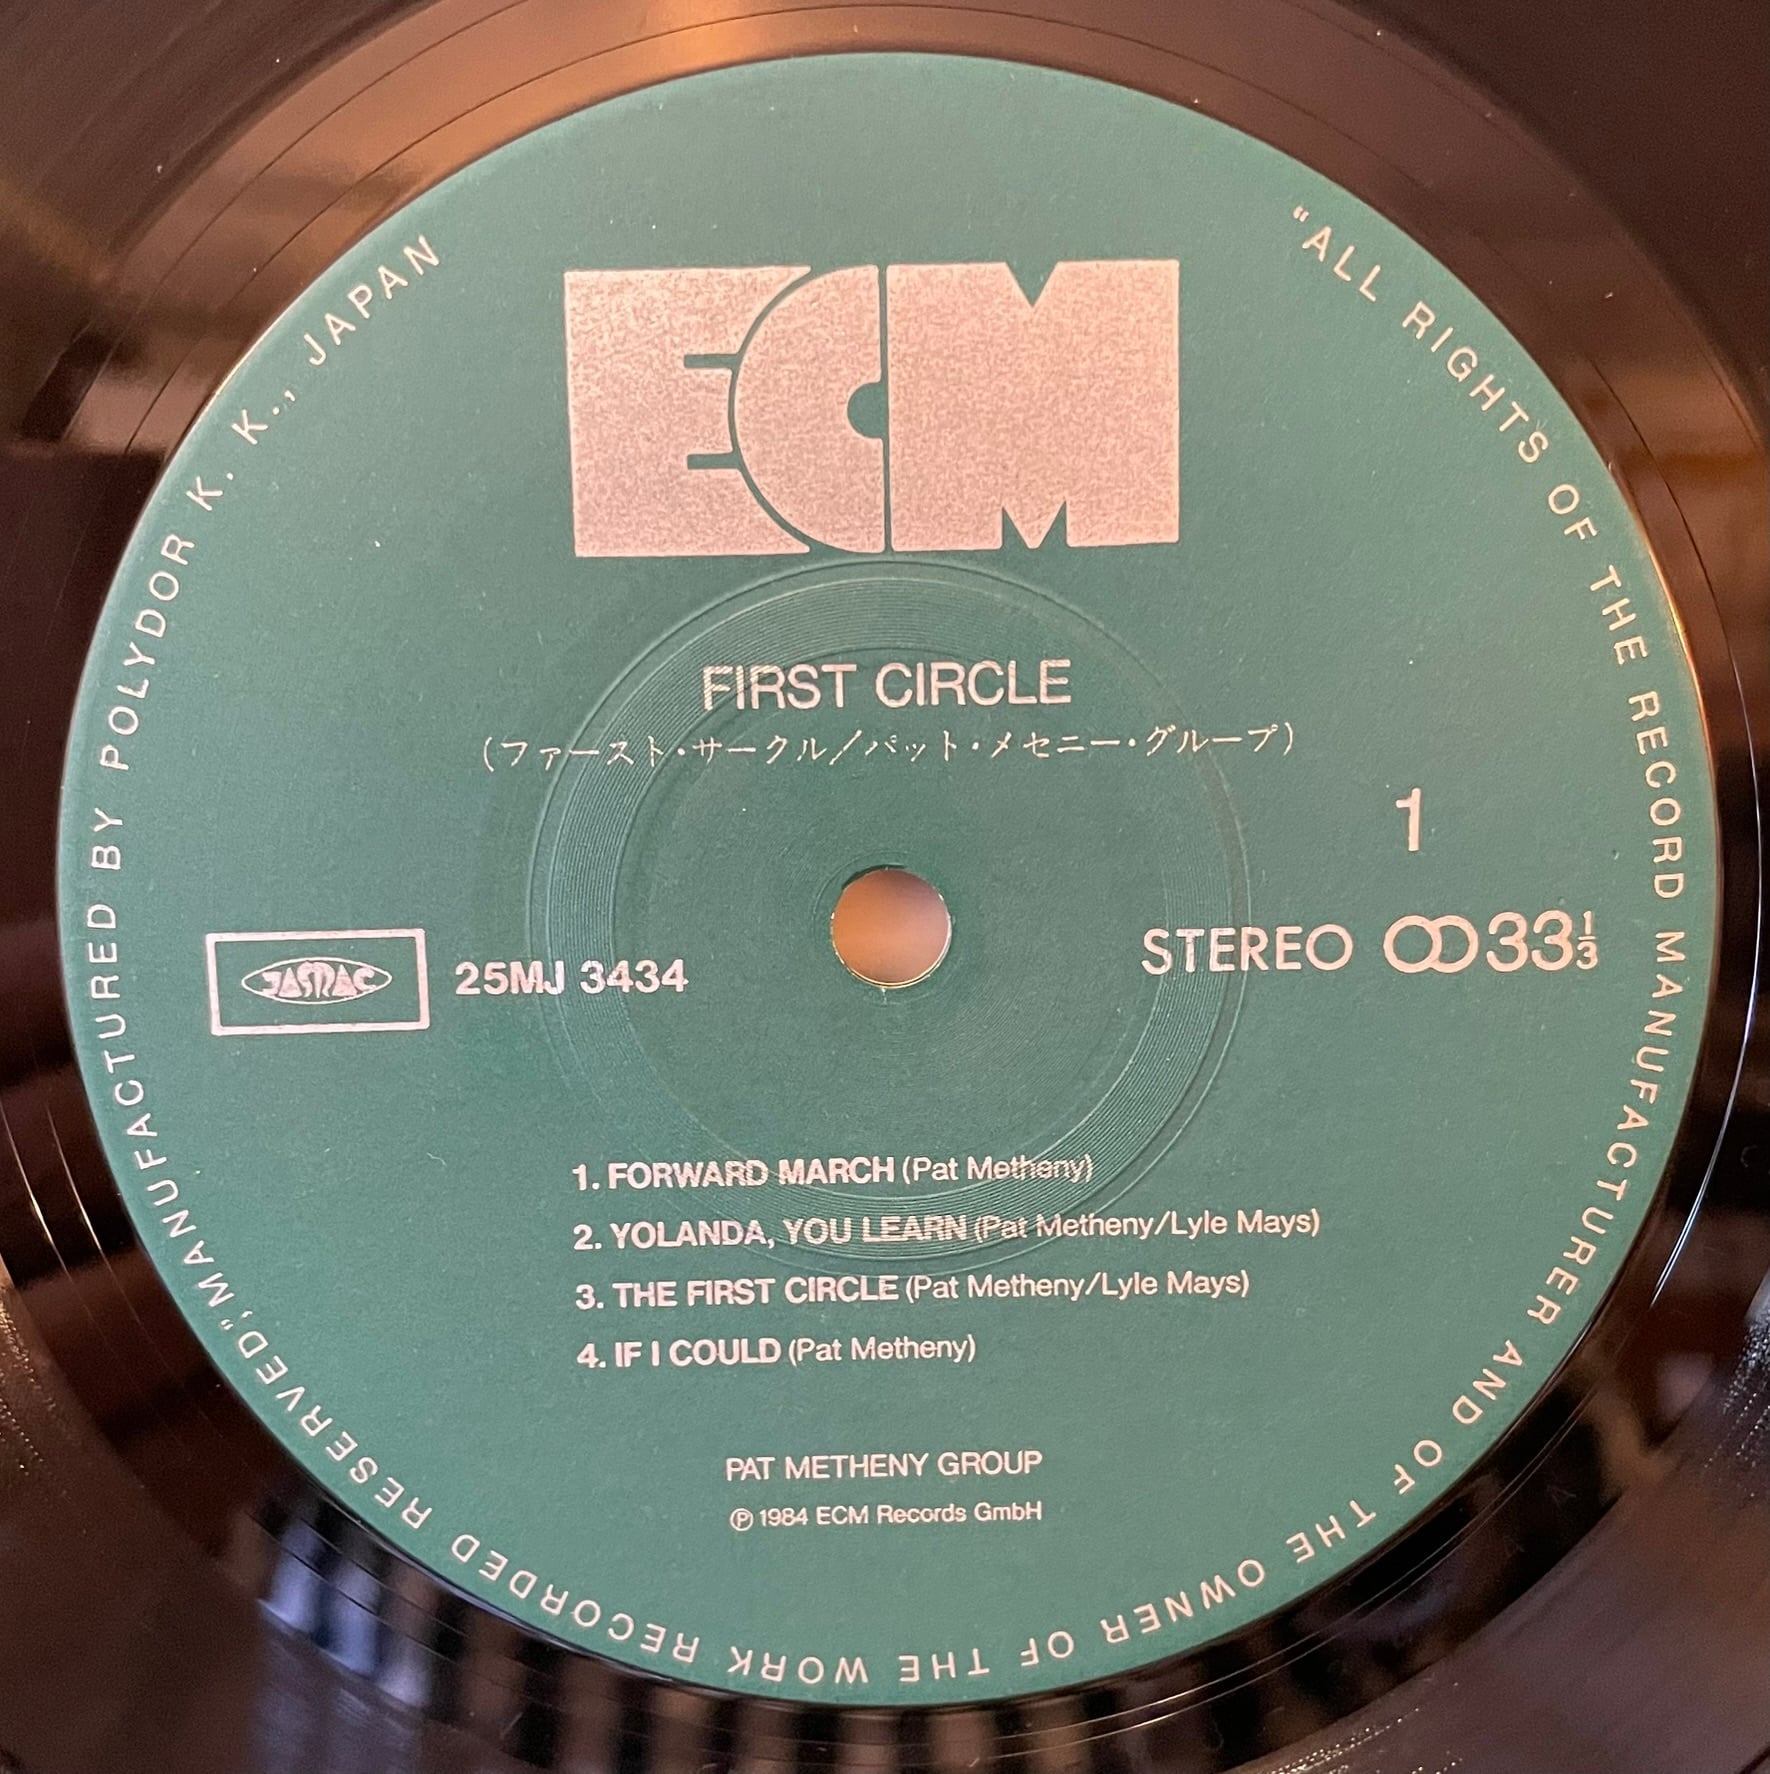 ECM
FIRST CIRCLE
(ファースト・サークル/パット・メセニー・グループ)
1
JASRAC
25MJ 3434
STEREO 33 1/3
1. FORWARD MARCH (Pat Metheny)
2. YOLANDA, YOU LEARN (Pat Metheny/Lyle Mays)
3. THE FIRST CIRCLE (Pat Metheny/Lyle Mays)
4. IF I COULD (Pat Metheny)
PAT METHENY GROUP
℗ 1984 ECM Records GmbH
"ALL RIGHTS OF THE RECORD MANUFACTURER AND OF THE OWNER OF THE WORK RECORDED RESERVED," MANUFACTURED BY POLYDOR K. K., JAPAN